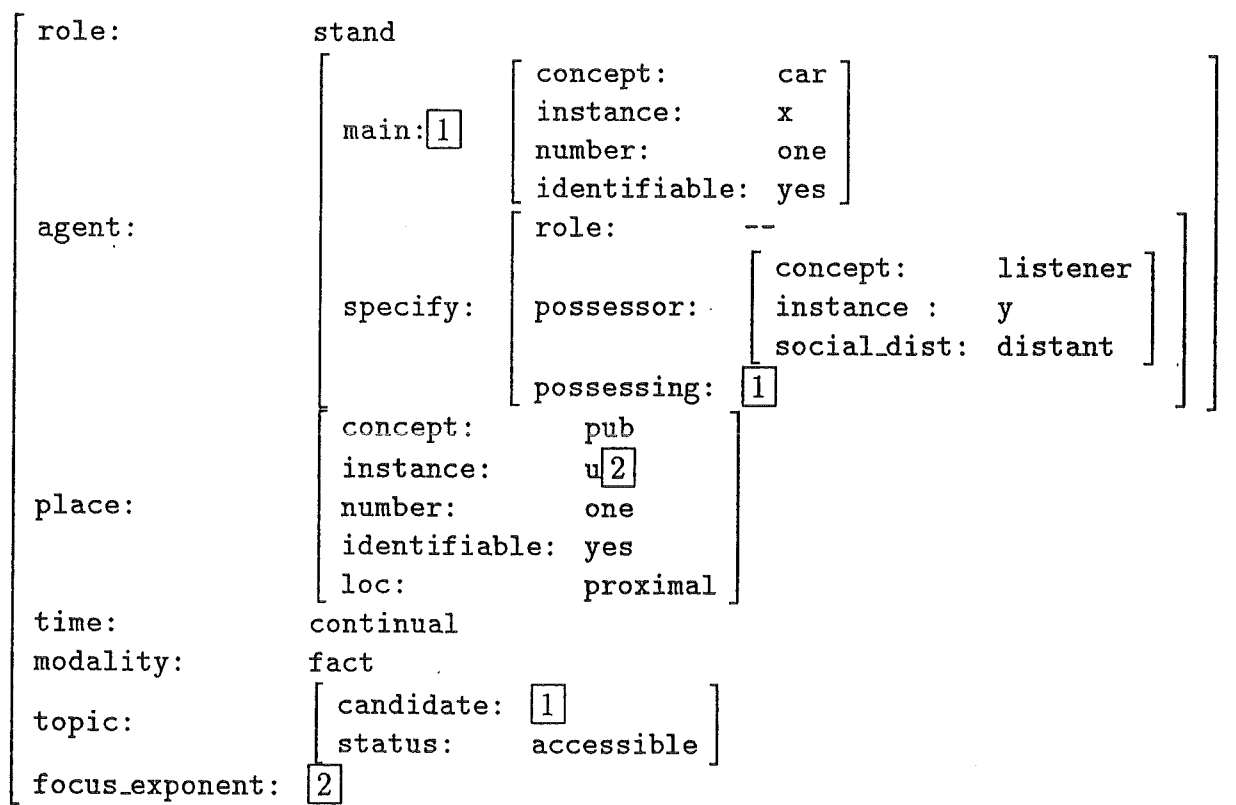 role: stand
concept: car
instance: x
main: 1
number: one
identifiable: yes
agent: role: --
concept: listener
specify: possessor: instance : y
social_dist: distant
possessing: 1
concept: pub
instance: u 2
place: number: one
identifiable: yes
loc: proximal
time: continual
modality: fact
candidate: 1
topic:
status: accessible
focus_exponent: 2